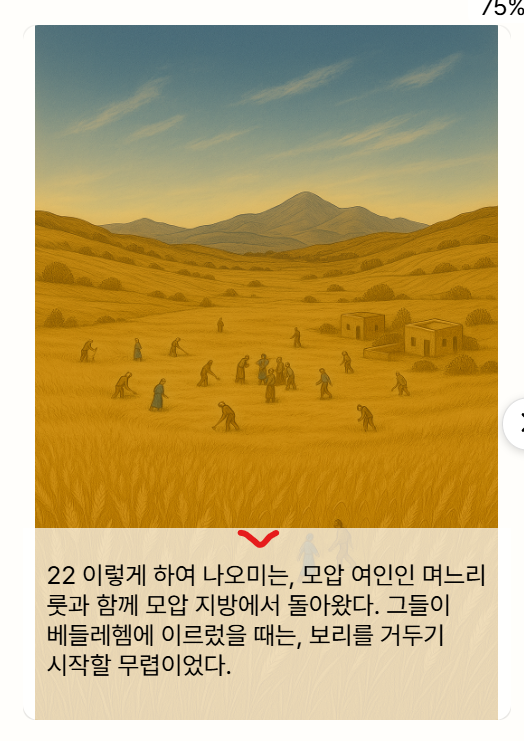 75%
22 이렇게 하여 나오미는, 모압 여인인 며느리
룻과 함께 모압 지방에서 돌아왔다. 그들이
베들레헴에 이르렀을 때는, 보리를 거두기
시작할 무렵이었다.